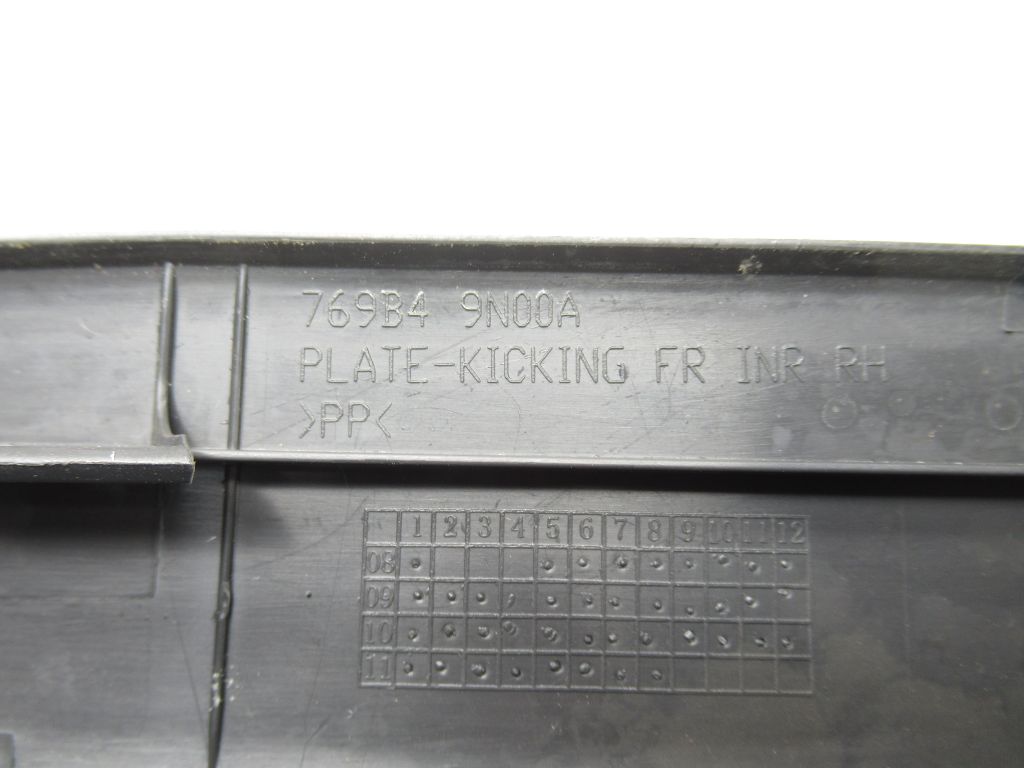 769B4 9N00A
PLATE-KICKING FR INR RH
>PP<
1 2 3 4 5 6 7 8 9 10 11 12
08
09
10
11